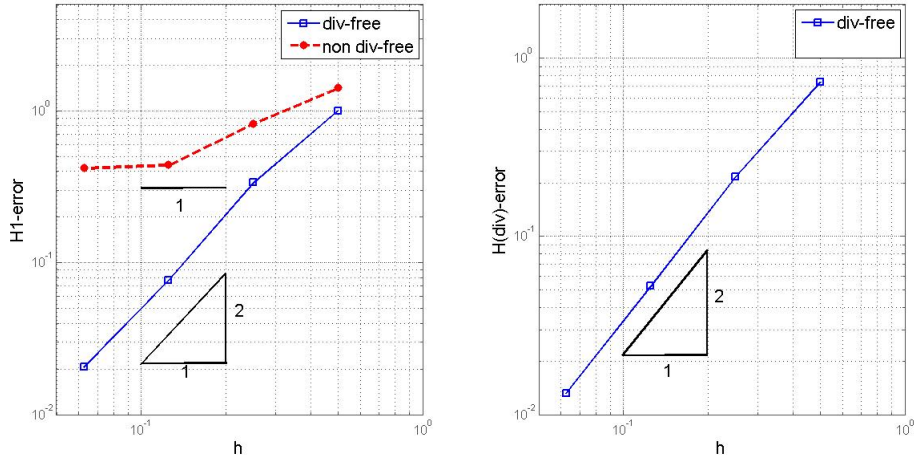 div-free
non div-free
10^0
10^-1
10^-2
10^-1
10^0
H1-error
h
1
2
1
div-free
10^0
10^-1
10^-2
10^-1
10^0
H(div)-error
h
2
1